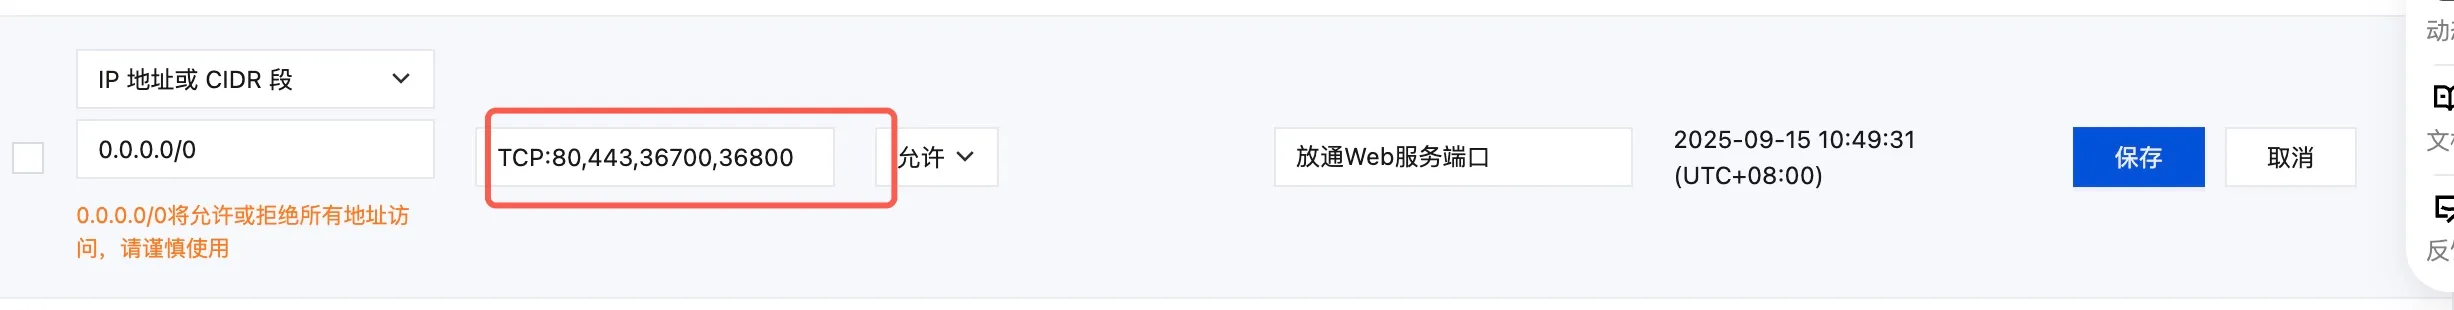 IP 地址或 CIDR 段
0.0.0.0/0
0.0.0.0/0将允许或拒绝所有地址访
问，请谨慎使用
TCP:80,443,36700,36800
允许
放通Web服务端口
2025-09-15 10:49:31
(UTC+08:00)
保存
取消
动
文
反